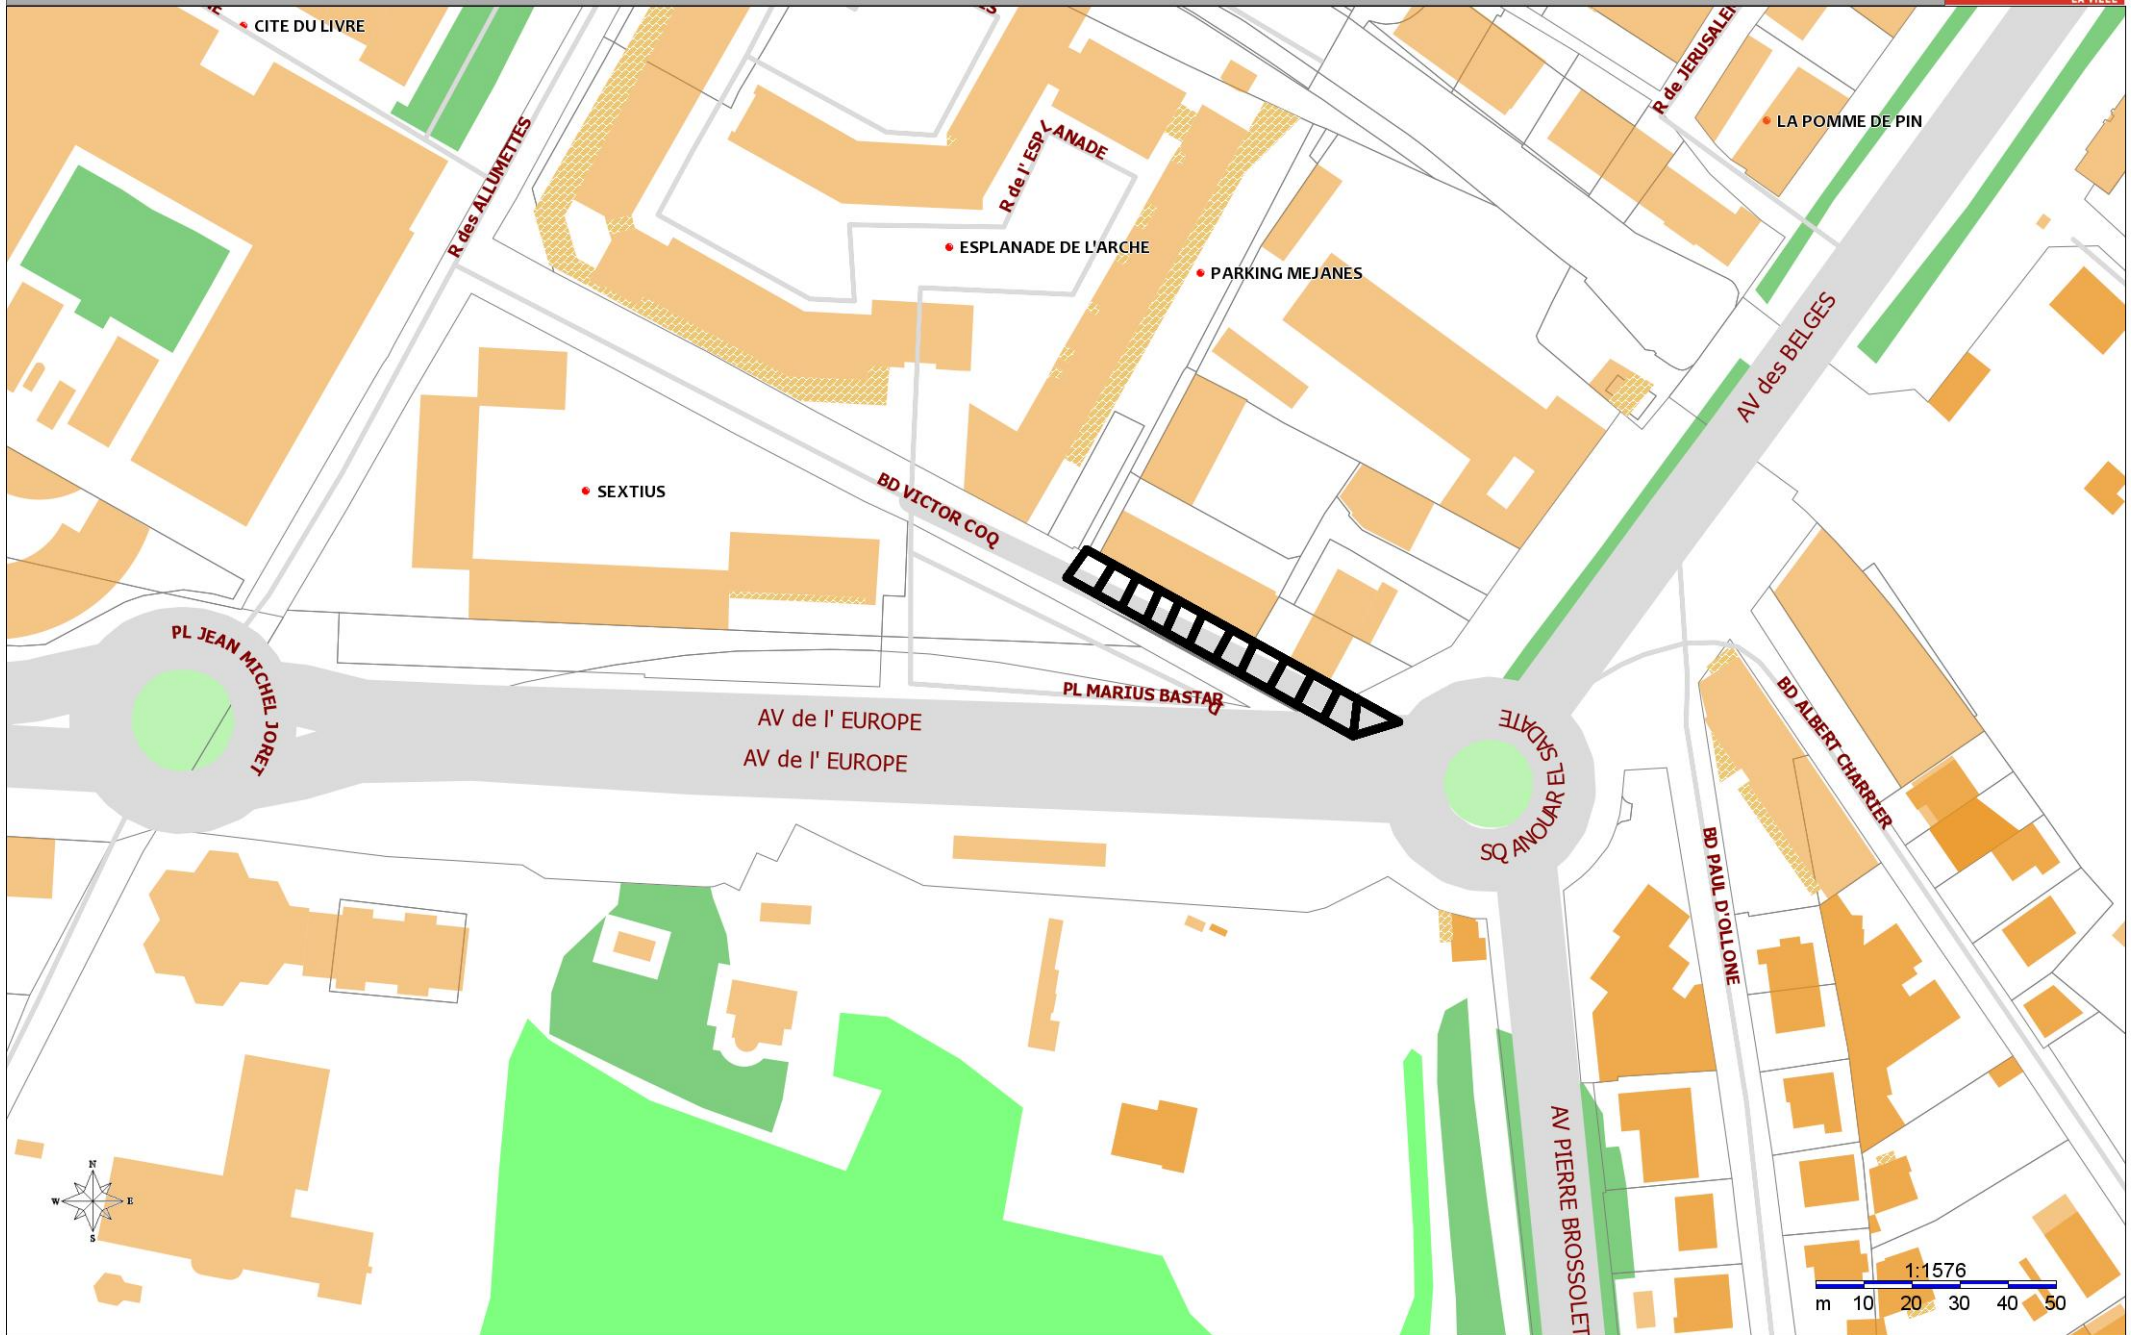 LA VILLE
CITE DU LIVRE
R de JERUSALEM
LA POMME DE PIN
R des ALLUMETTES
R de l' ESPLANADE
ESPLANADE DE L'ARCHE
PARKING MEJANES
AV des BELGES
SEXTIUS
BD VICTOR COQ
PL JEAN MICHEL JORET
PL MARIUS BASTARD
AV de l' EUROPE
AV de l' EUROPE
SQ ANOUAR EL SADATE
BD ALBERT CHARRIER
BD PAUL D'OLLONE
AV PIERRE BROSSOLET
N
W E
S
1:1576
m 10 20 30 40 50